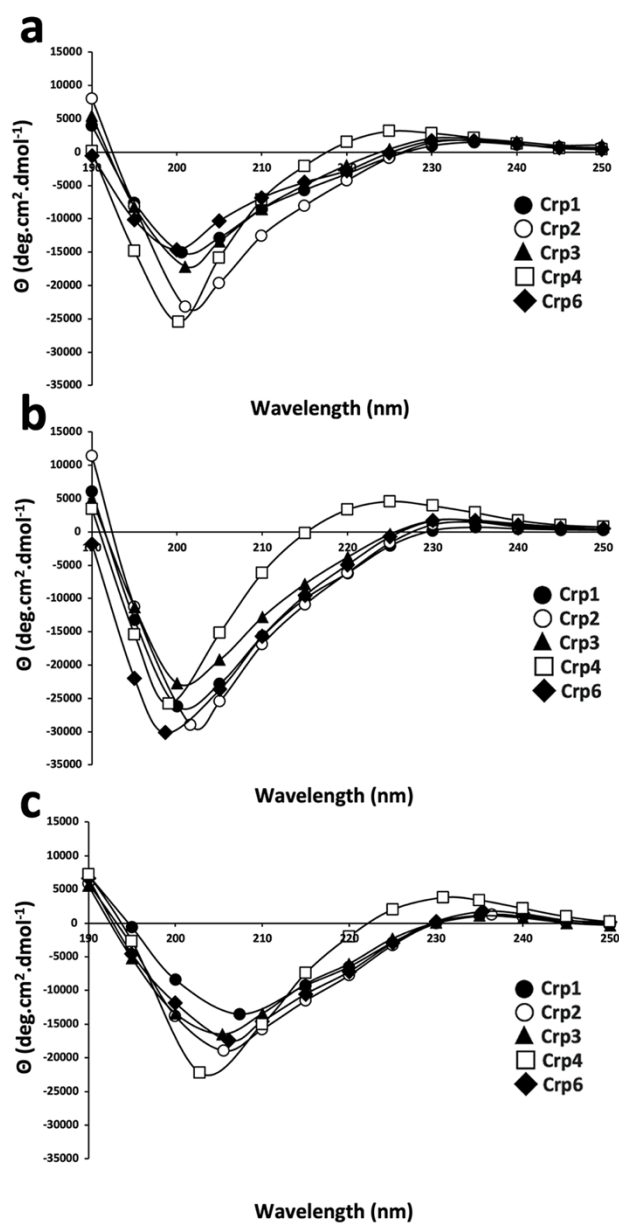 a
15000
10000
5000
0
-5000
-10000
-15000
-20000
-25000
-30000
-35000
190 200 210 220 230 240 250
Θ (deg.cm².dmol⁻¹)
Wavelength (nm)
Crp1
Crp2
Crp3
Crp4
Crp6
b
15000
10000
5000
0
-5000
-10000
-15000
-20000
-25000
-30000
-35000
190 200 210 220 230 240 250
Θ (deg.cm².dmol⁻¹)
Wavelength (nm)
Crp1
Crp2
Crp3
Crp4
Crp6
c
20000
15000
10000
5000
0
-5000
-10000
-15000
-20000
-25000
-30000
-35000
190 200 210 220 230 240 250
Θ (deg.cm².dmol⁻¹)
Wavelength (nm)
Crp1
Crp2
Crp3
Crp4
Crp6